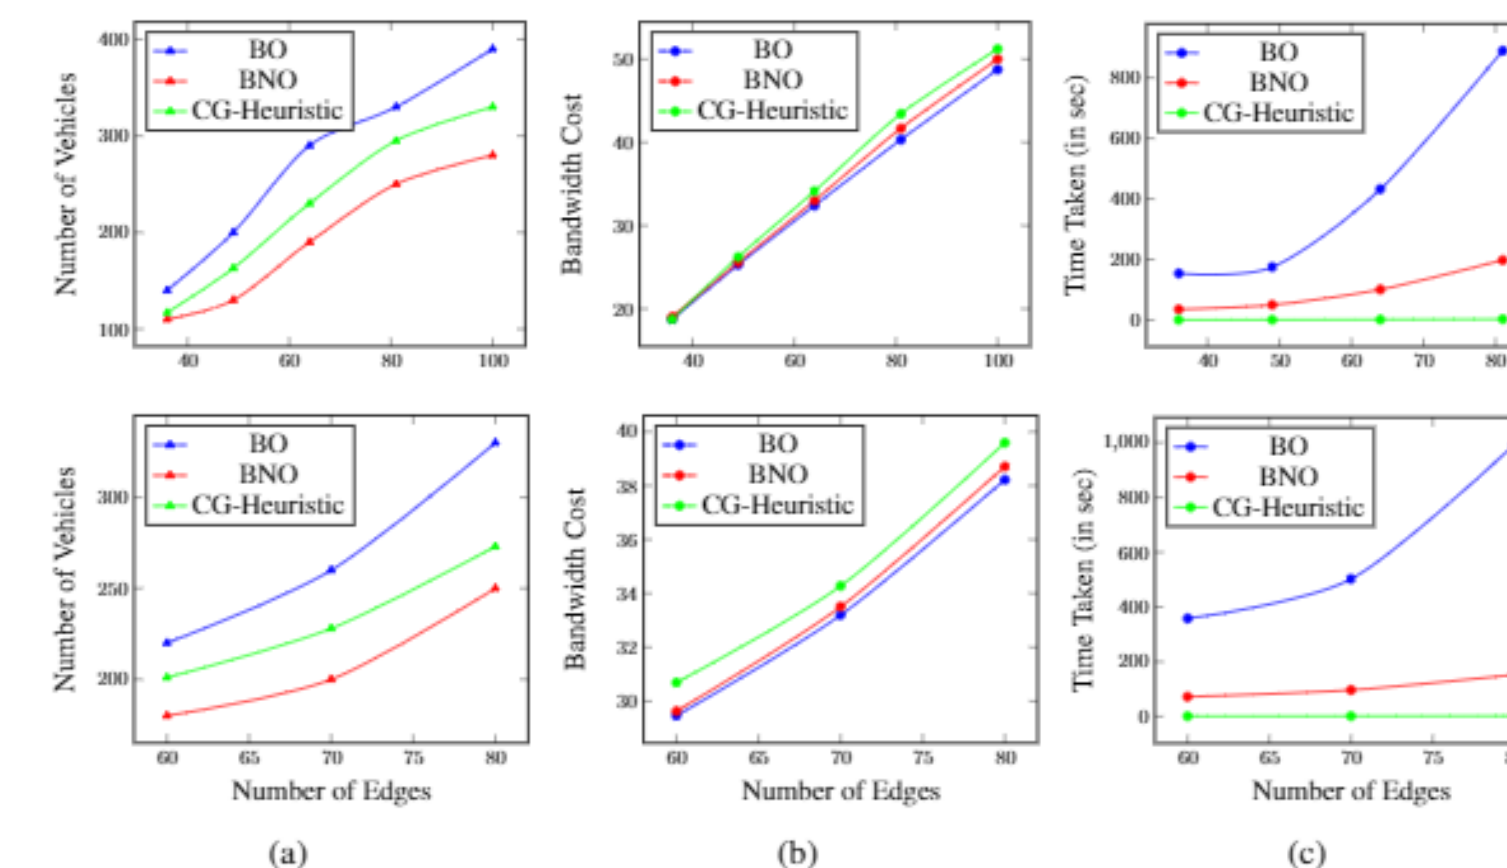 400
300
200
100
40
60
80
100
Number of Vehicles
BO
BNO
CG-Heuristic
50
40
30
20
40
60
80
100
Bandwidth Cost
BO
BNO
CG-Heuristic
800
600
400
200
0
40
50
60
70
80
Time Taken (in sec)
BO
BNO
CG-Heuristic
300
250
200
60
65
70
75
80
Number of Vehicles
Number of Edges
BO
BNO
CG-Heuristic
(a)
40
38
36
34
32
30
60
65
70
75
80
Bandwidth Cost
Number of Edges
BO
BNO
CG-Heuristic
(b)
1,000
800
600
400
200
0
60
65
70
75
Time Taken (in sec)
Number of Edges
BO
BNO
CG-Heuristic
(c)